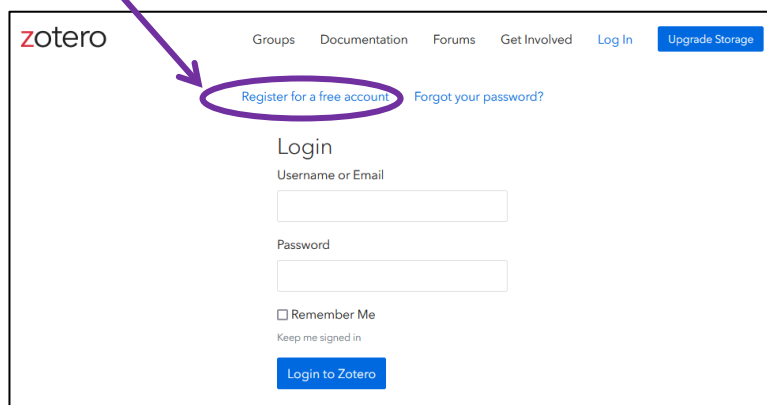 zotero Groups Documentation Forums Get Involved Log In Upgrade Storage
Register for a free account Forgot your password?
Login
Username or Email
Password
Remember Me
Keep me signed in
Login to Zotero